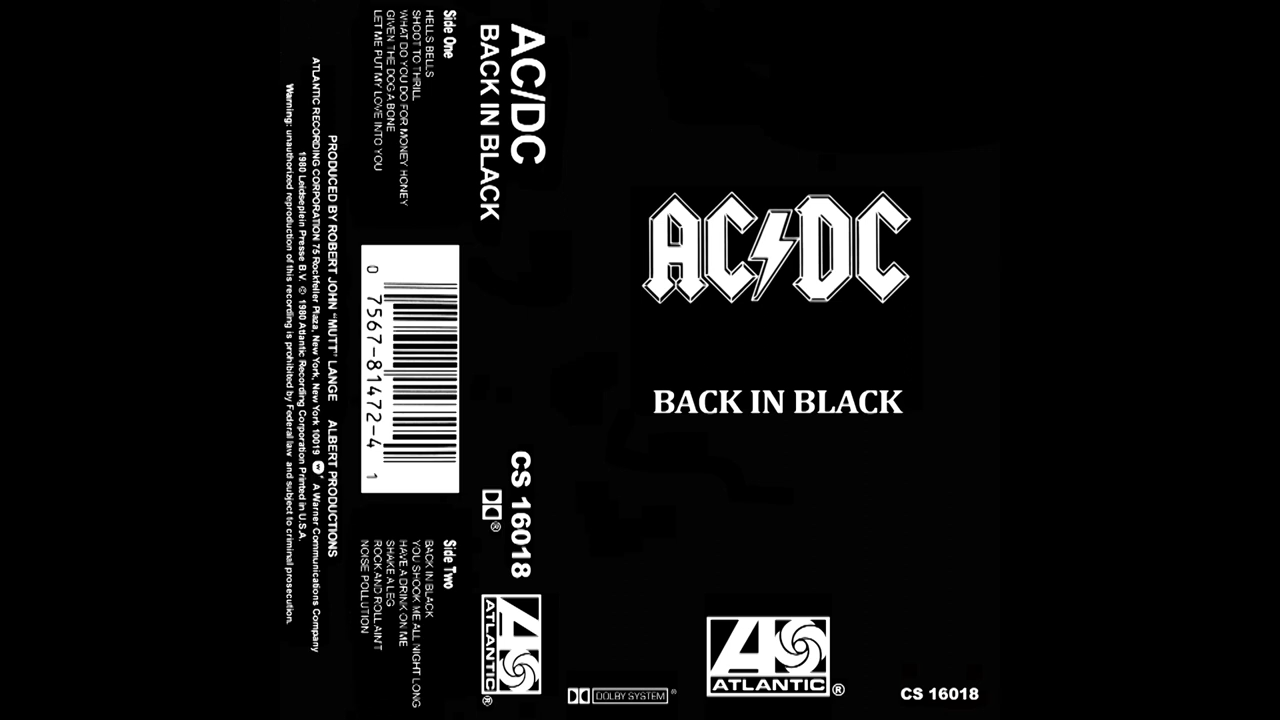 AC/DC
BACK IN BLACK
DOLBY SYSTEM ®
ATLANTIC ®
CS 16018
AC/DC
BACK IN BLACK
CS 16018
®
ATLANTIC ®
Side One
HELLS BELLS
SHOOT TO THRILL
WHAT DO YOU DO FOR MONEY HONEY
GIVEN THE DOG A BONE
LET ME PUT MY LOVE INTO YOU
0 7567-81472-4 1
Side Two
BACK IN BLACK
YOU SHOOK ME ALL NIGHT LONG
HAVE A DRINK ON ME
SHAKE A LEG
ROCK AND ROLL AINT
NOISE POLLUTION
PRODUCED BY ROBERT JOHN "MUTT" LANGE ALBERT PRODUCTIONS
ATLANTIC RECORDING CORPORATION 75 Rockfeller Plaza, New York, New York 10019 A Warner Communications Company
1980 Leidseplein Presse B.V. © 1980 Atlantic Recording Corporation Printed in U.S.A.
Warning: unauthorized reproduction of this recording is prohibited by Federal law and subject to criminal prosecution.